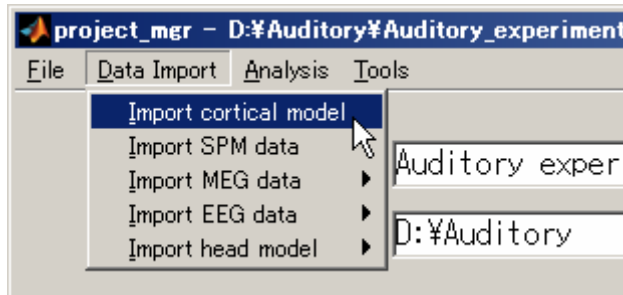 project_mgr - D:¥Auditory¥Auditory_experiment
File Data Import Analysis Tools
Import cortical model
Import SPM data
Import MEG data
Import EEG data
Import head model
Auditory exper
D:¥Auditory